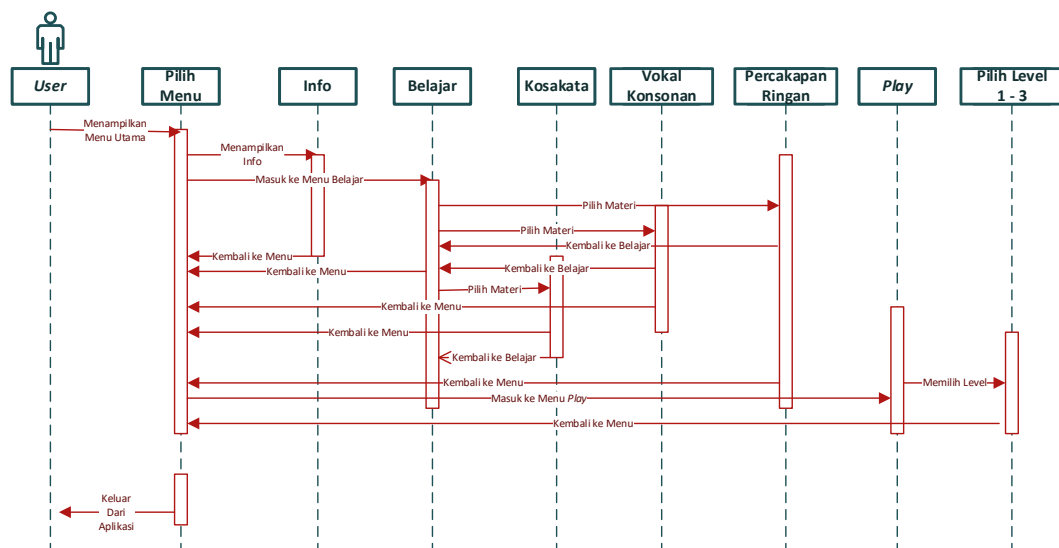 User
Pilih
Menu
Info
Belajar
Kosakata
Vokal
Konsonan
Percakapan
Ringan
Play
Pilih Level
1 - 3
Menampilkan
Menu Utama
Menampilkan
Info
Masuk ke Menu Belajar
Pilih Materi
Pilih Materi
Kembali ke Belajar
Kembali ke Menu
Kembali ke Belajar
Kembali ke Menu
Pilih Materi
Kembali ke Menu
Kembali ke Menu
Kembali ke Belajar
Kembali ke Menu
Memilih Level
Masuk ke Menu Play
Kembali ke Menu
Keluar
Dari
Aplikasi